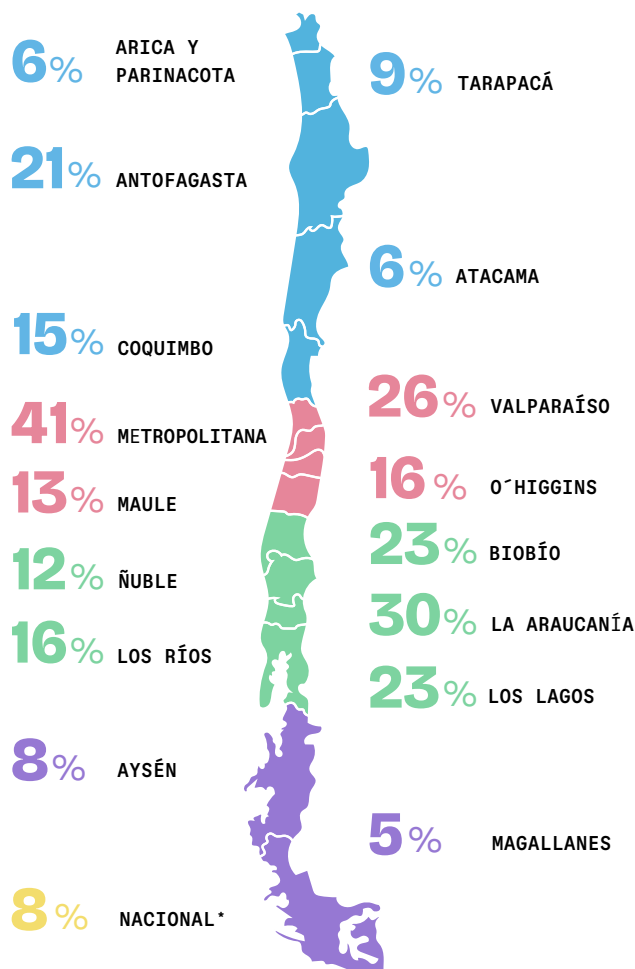 6% ARICA Y
PARINACOTA
9% TARAPACÁ
21% ANTOFAGASTA
6% ATACAMA
15% COQUIMBO
26% VALPARAÍSO
41% METROPOLITANA
16% O´HIGGINS
13% MAULE
23% BIOBÍO
12% ÑUBLE
30% LA ARAUCANÍA
16% LOS RÍOS
23% LOS LAGOS
8% AYSÉN
5% MAGALLANES
8% NACIONAL*